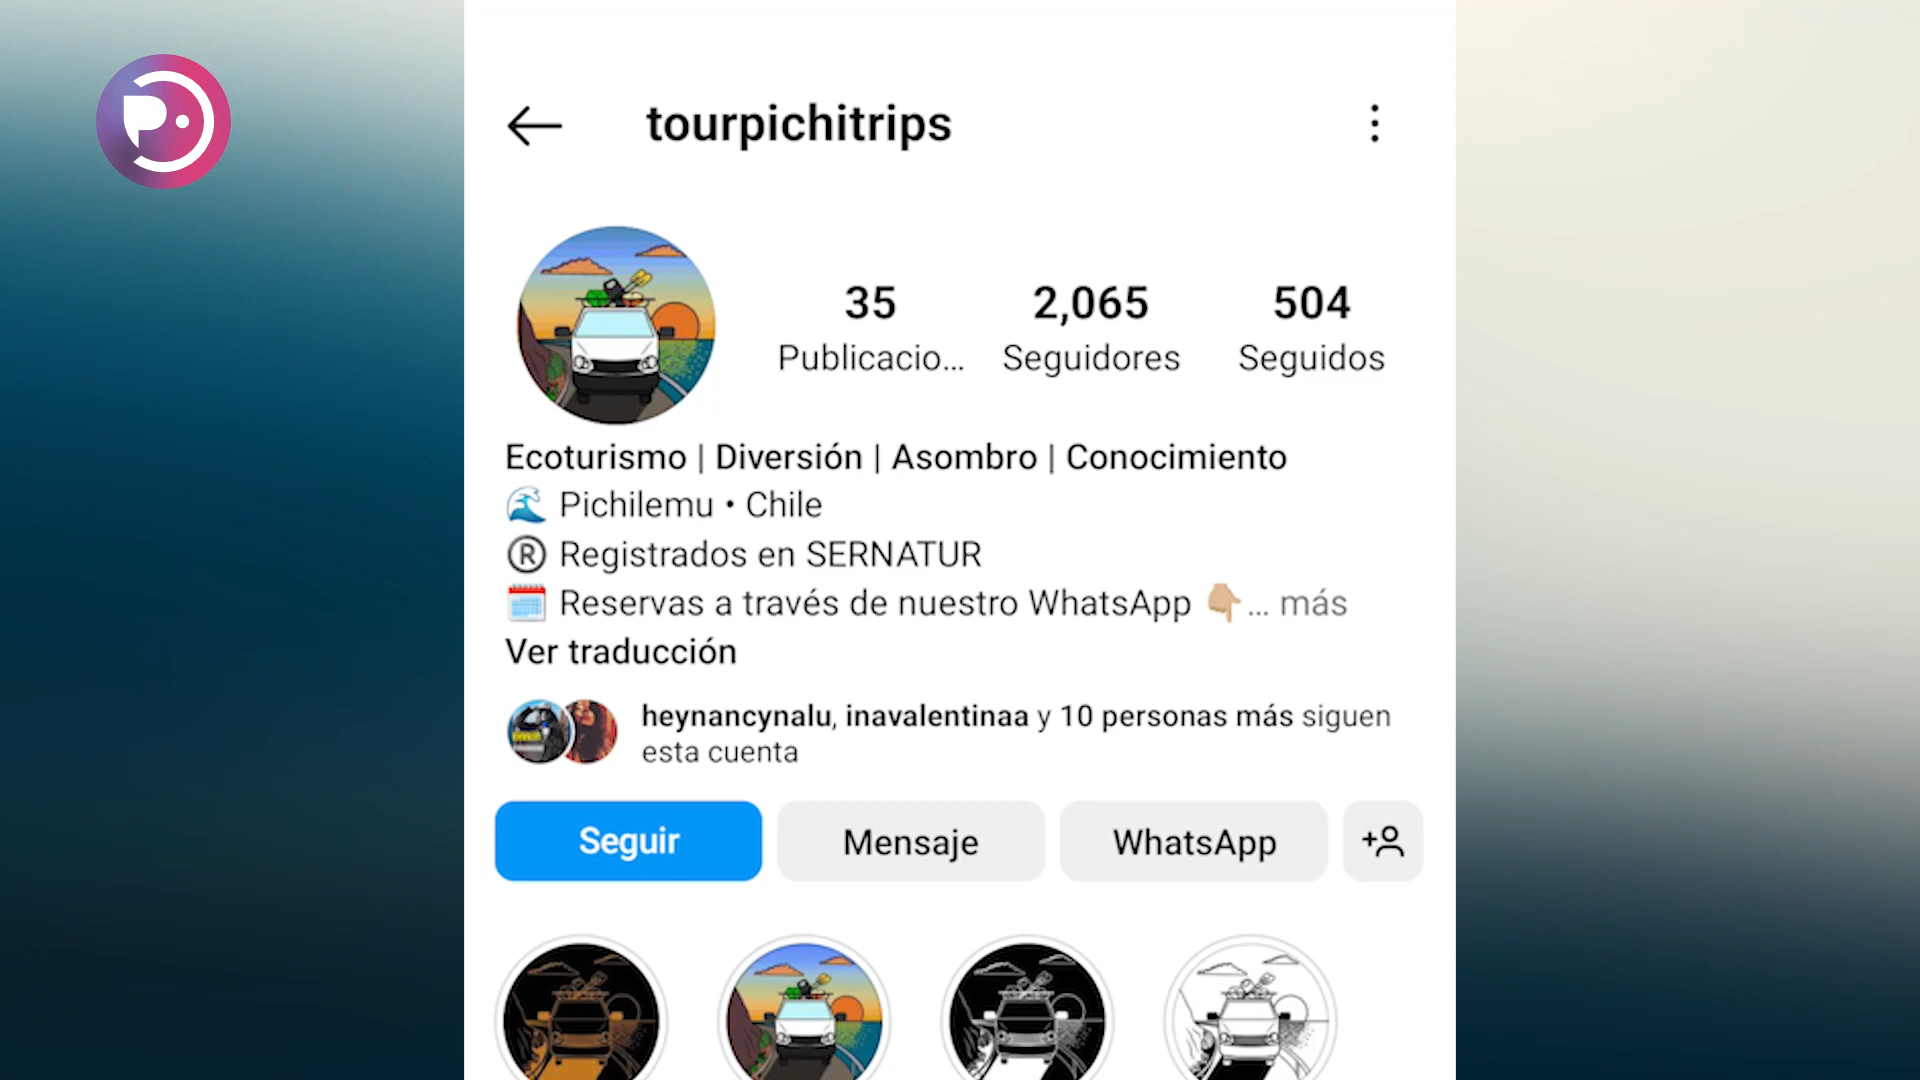 tourpichitrips
35
2,065
504
Publicacio...
Seguidores
Seguidos
Ecoturismo | Diversión | Asombro | Conocimiento
🌊 Pichilemu • Chile
® Registrados en SERNATUR
🗓️ Reservas a través de nuestro WhatsApp 👇🏼... más
Ver traducción
heynancynalu, inavalentinaa y 10 personas más siguen
esta cuenta
Seguir
Mensaje
WhatsApp